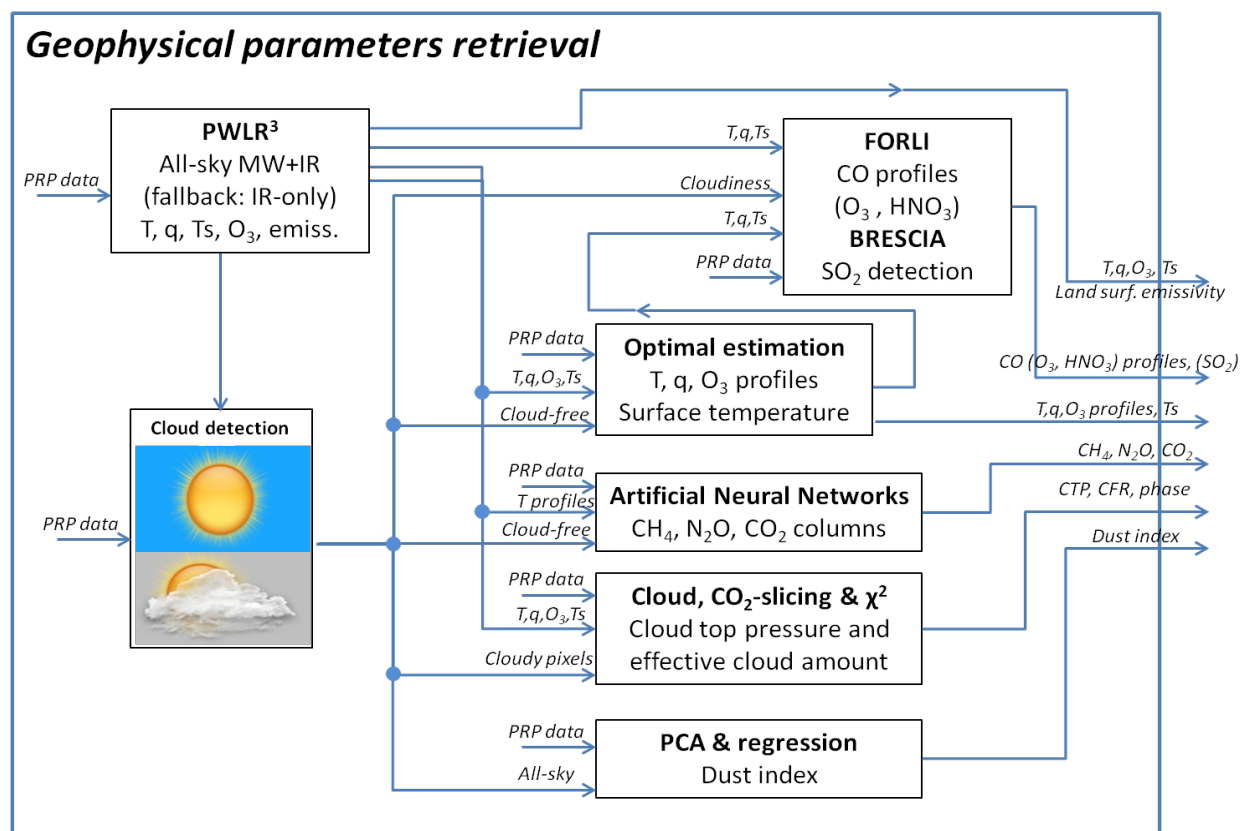 Geophysical parameters retrieval
PWLR³
All-sky MW+IR
(fallback: IR-only)
T, q, Ts, O₃, emiss.
PRP data
T,q,Ts
Cloudiness
T,q,Ts
PRP data
FORLI
CO profiles
(O₃ , HNO₃)
BRESCIA
SO₂ detection
T,q,O₃, Ts
Land surf. emissivity
PRP data
T,q,O₃,Ts
Cloud-free
Optimal estimation
T, q, O₃ profiles
Surface temperature
CO (O₃, HNO₃) profiles, (SO₂)
T,q,O₃ profiles, Ts
Cloud detection
PRP data
PRP data
T profiles
Cloud-free
Artificial Neural Networks
CH₄, N₂O, CO₂ columns
CH₄, N₂O, CO₂
CTP, CFR, phase
Dust index
PRP data
T,q,O₃,Ts
Cloudy pixels
Cloud, CO₂-slicing & χ²
Cloud top pressure and
effective cloud amount
PRP data
All-sky
PCA & regression
Dust index